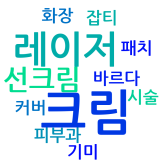 화장 잡티
레이저 패치
선크림 바르다
커버 크림 시술
피부과
기미